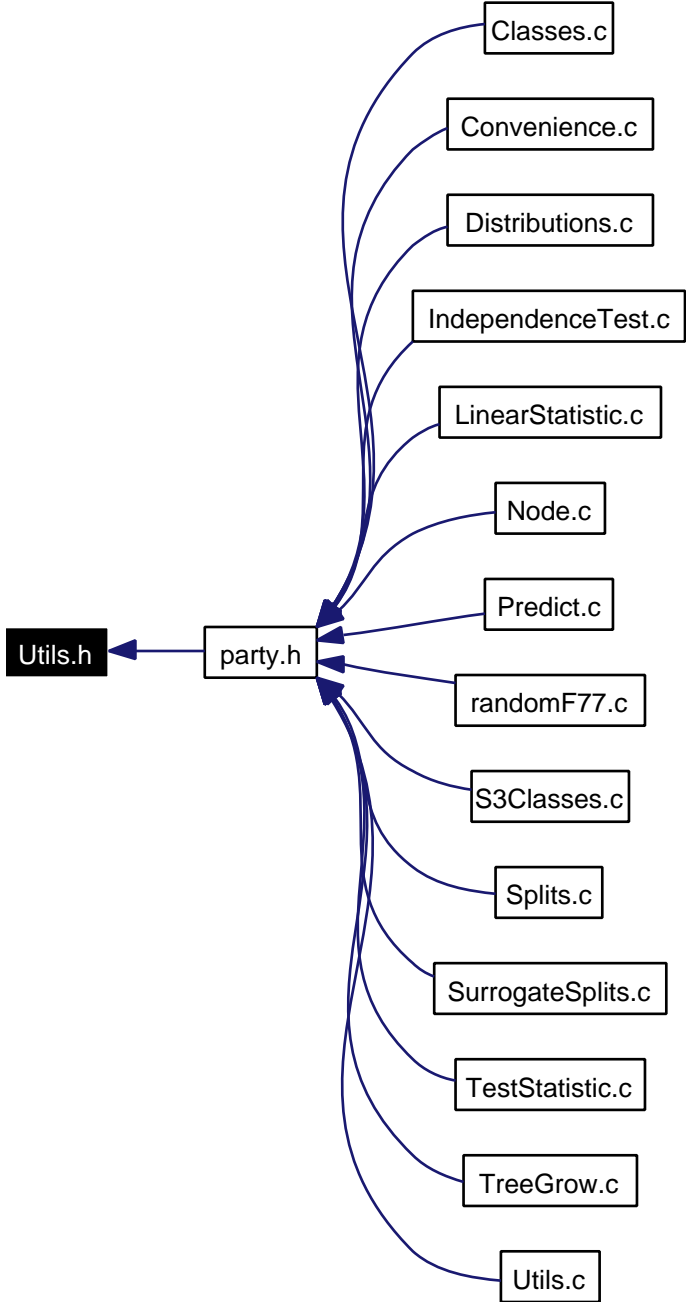 Classes.c
Convenience.c
Distributions.c
IndependenceTest.c
LinearStatistic.c
Node.c
Predict.c
Utils.h
party.h
randomF77.c
S3Classes.c
Splits.c
SurrogateSplits.c
TestStatistic.c
TreeGrow.c
Utils.c